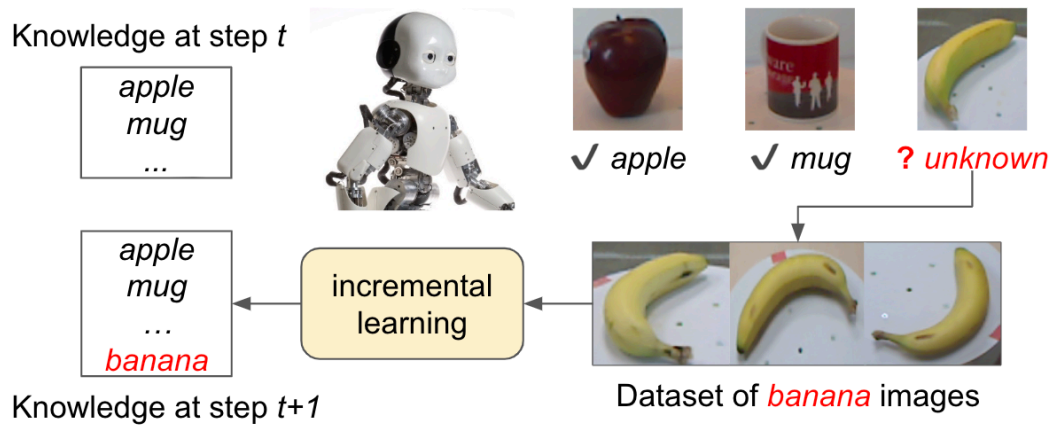 Knowledge at step t
apple
mug
...
✓ apple
✓ mug
? unknown
apple
mug
...
banana
incremental
learning
Dataset of banana images
Knowledge at step t+1